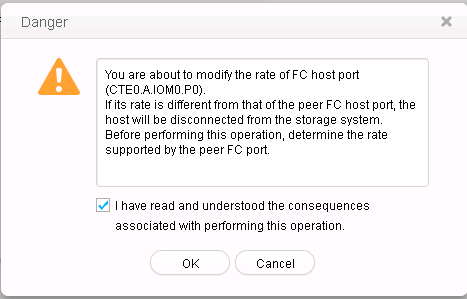 Danger
You are about to modify the rate of FC host port
(CTE0.A.IOM0.P0).
If its rate is different from that of the peer FC host port, the
host will be disconnected from the storage system.
Before performing this operation, determine the rate
supported by the peer FC port.
I have read and understood the consequences
associated with performing this operation.
OK
Cancel